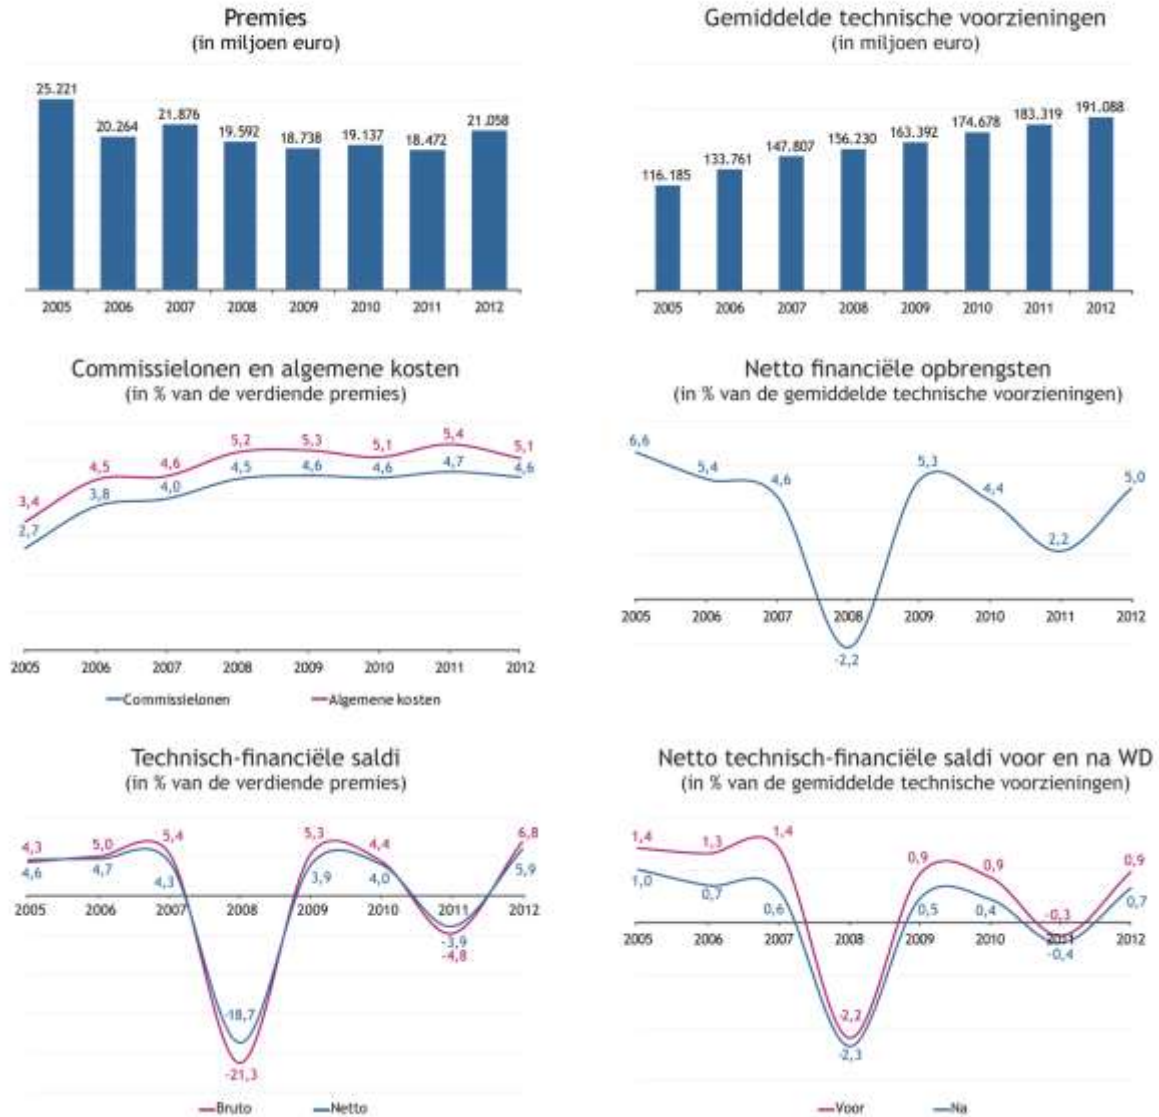 Premies
(in miljoen euro)
25.221
20.264
21.876
19.592
18.738
19.137
18.472
21.058
2005 2006 2007 2008 2009 2010 2011 2012
Gemiddelde technische voorzieningen
(in miljoen euro)
116.185
133.761
147.807
156.230
163.392
174.678
183.319
191.088
2005 2006 2007 2008 2009 2010 2011 2012
Commissielonen en algemene kosten
(in % van de verdiende premies)
3,4 4,5 4,6 5,2 5,3 5,1 5,4 5,1
2,7 3,8 4,0 4,5 4,6 4,6 4,7 4,6
2005 2006 2007 2008 2009 2010 2011 2012
Commissielonen Algemene kosten
Netto financiële opbrengsten
(in % van de gemiddelde technische voorzieningen)
6,6 5,4 4,6 -2,2 5,3 4,4 2,2 5,0
2005 2006 2007 2008 2009 2010 2011 2012
Technisch-financiële saldi
(in % van de verdiende premies)
4,3 5,0 5,4 -21,3 5,3 4,4 -4,8 6,8
4,6 4,7 4,3 -18,7 3,9 4,0 -3,9 5,9
2005 2006 2007 2008 2009 2010 2011 2012
Bruto Netto
Netto technisch-financiële saldi voor en na WD
(in % van de gemiddelde technische voorzieningen)
1,4 1,3 1,4 -2,2 0,9 0,9 -0,3 0,9
1,0 0,7 0,6 -2,3 0,5 0,4 -0,4 0,7
2005 2006 2007 2008 2009 2010 2011 2012
Voor Na